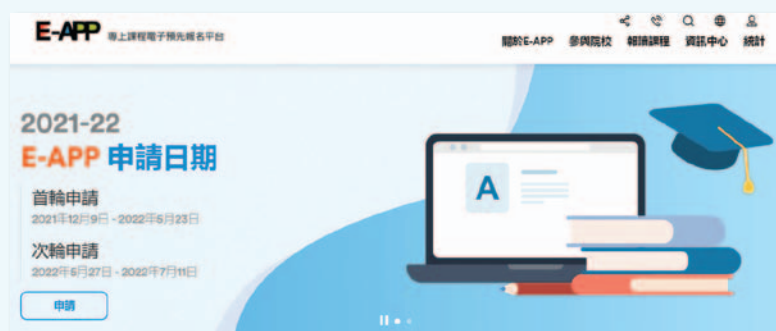 E-APP 專上課程電子預先報名平台
關於E-APP 參與院校 報讀課程 資訊中心 統計
2021-22
E-APP 申請日期
首輪申請
2021年12月9日 - 2022年5月23日
次輪申請
2022年6月27日 - 2022年7月11日
申請
A